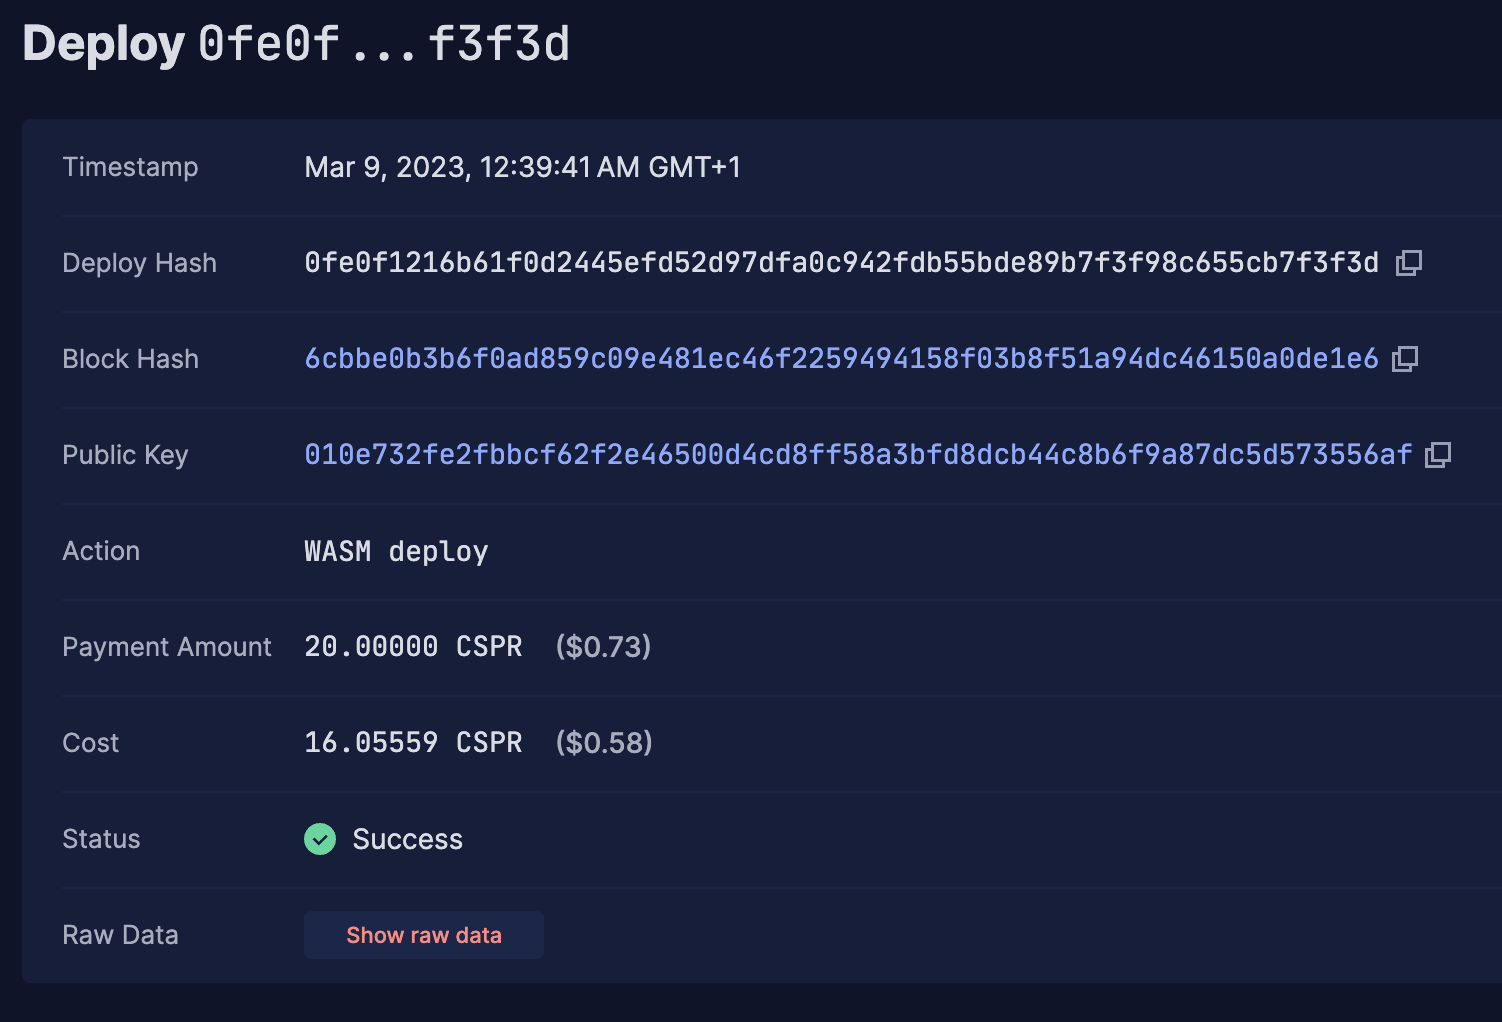 Deploy 0fe0f...f3f3d
Timestamp Mar 9, 2023, 12:39:41 AM GMT+1
Deploy Hash 0fe0f1216b61f0d2445efd52d97dfa0c942fdb55bde89b7f3f98c655cb7f3f3d
Block Hash 6cbbe0b3b6f0ad859c09e481ec46f2259494158f03b8f51a94dc46150a0de1e6
Public Key 010e732fe2fbbcf62f2e46500d4cd8ff58a3bfd8dcb44c8b6f9a87dc5d573556af
Action WASM deploy
Payment Amount 20.00000 CSPR ($0.73)
Cost 16.05559 CSPR ($0.58)
Status Success
Raw Data Show raw data